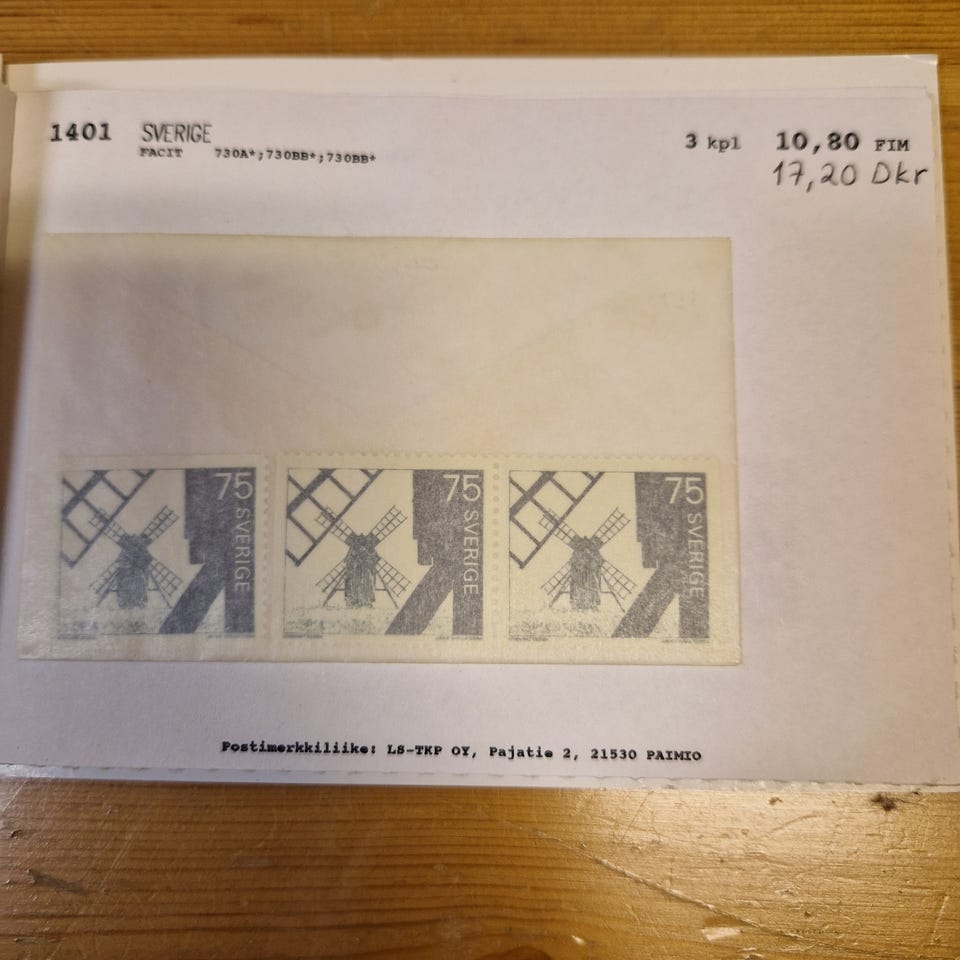 1401 SVERIGE 3 kpl 10,80 FIM
FACIT 730A*;730BB*;730BB*
17,20 Dkr
75 SVERIGE
75 SVERIGE
75 SVERIGE
Postimerkkiliike: LS-TKP OY, Pajatie 2, 21530 PAIMIO